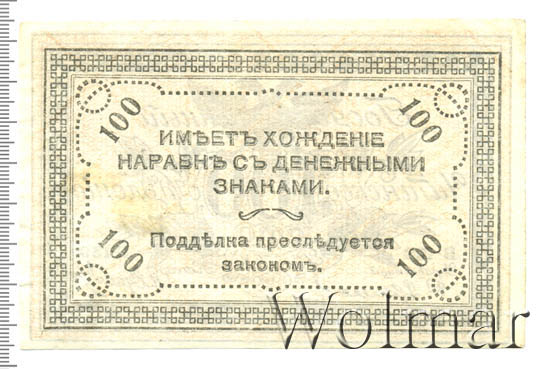 100 100
ИМѢЕТЪ ХОЖДЕНІЕ
НАРАВНѢ СЪ ДЕНЕЖНЫМИ
ЗНАКАМИ.
Поддѣлка преслѣдуется
закономъ.
100 100
Wolmar